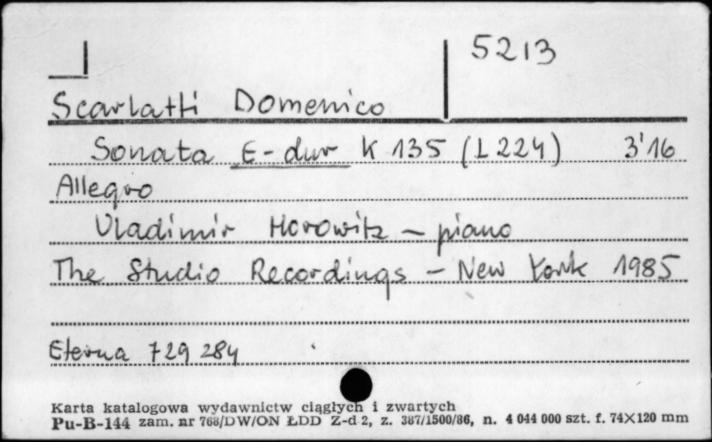 5213
Scarlatti Domenico
Sonata E-dur K 135 (L 224) 3'16
Allegro
Vladimir Horowitz - piano
The Studio Recordings - New York 1985
Eterna 729 284
Karta katalogowa wydawnictw ciągłych i zwartych
Pu-B-144 zam. nr 768/DW/ON ŁDD Z-d 2, z. 387/1500/86, n. 4 044 000 szt. f. 74×120 mm